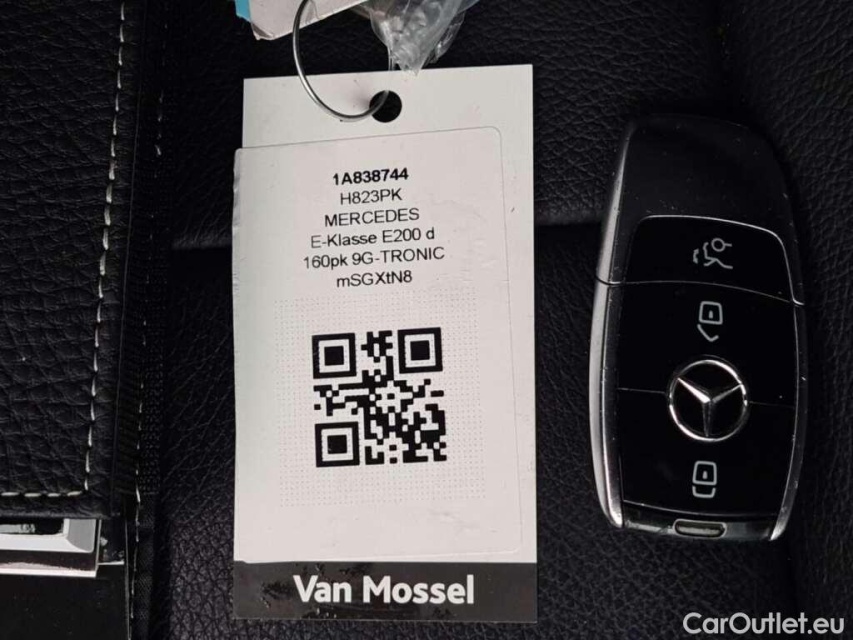 1A838744
H823PK
MERCEDES
E-Klasse E200 d
160pk 9G-TRONIC
mSGXtN8
Van Mossel
CarOutlet.eu